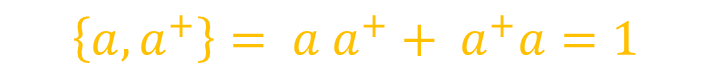 {a, a⁺} = a a⁺ + a⁺a = 1